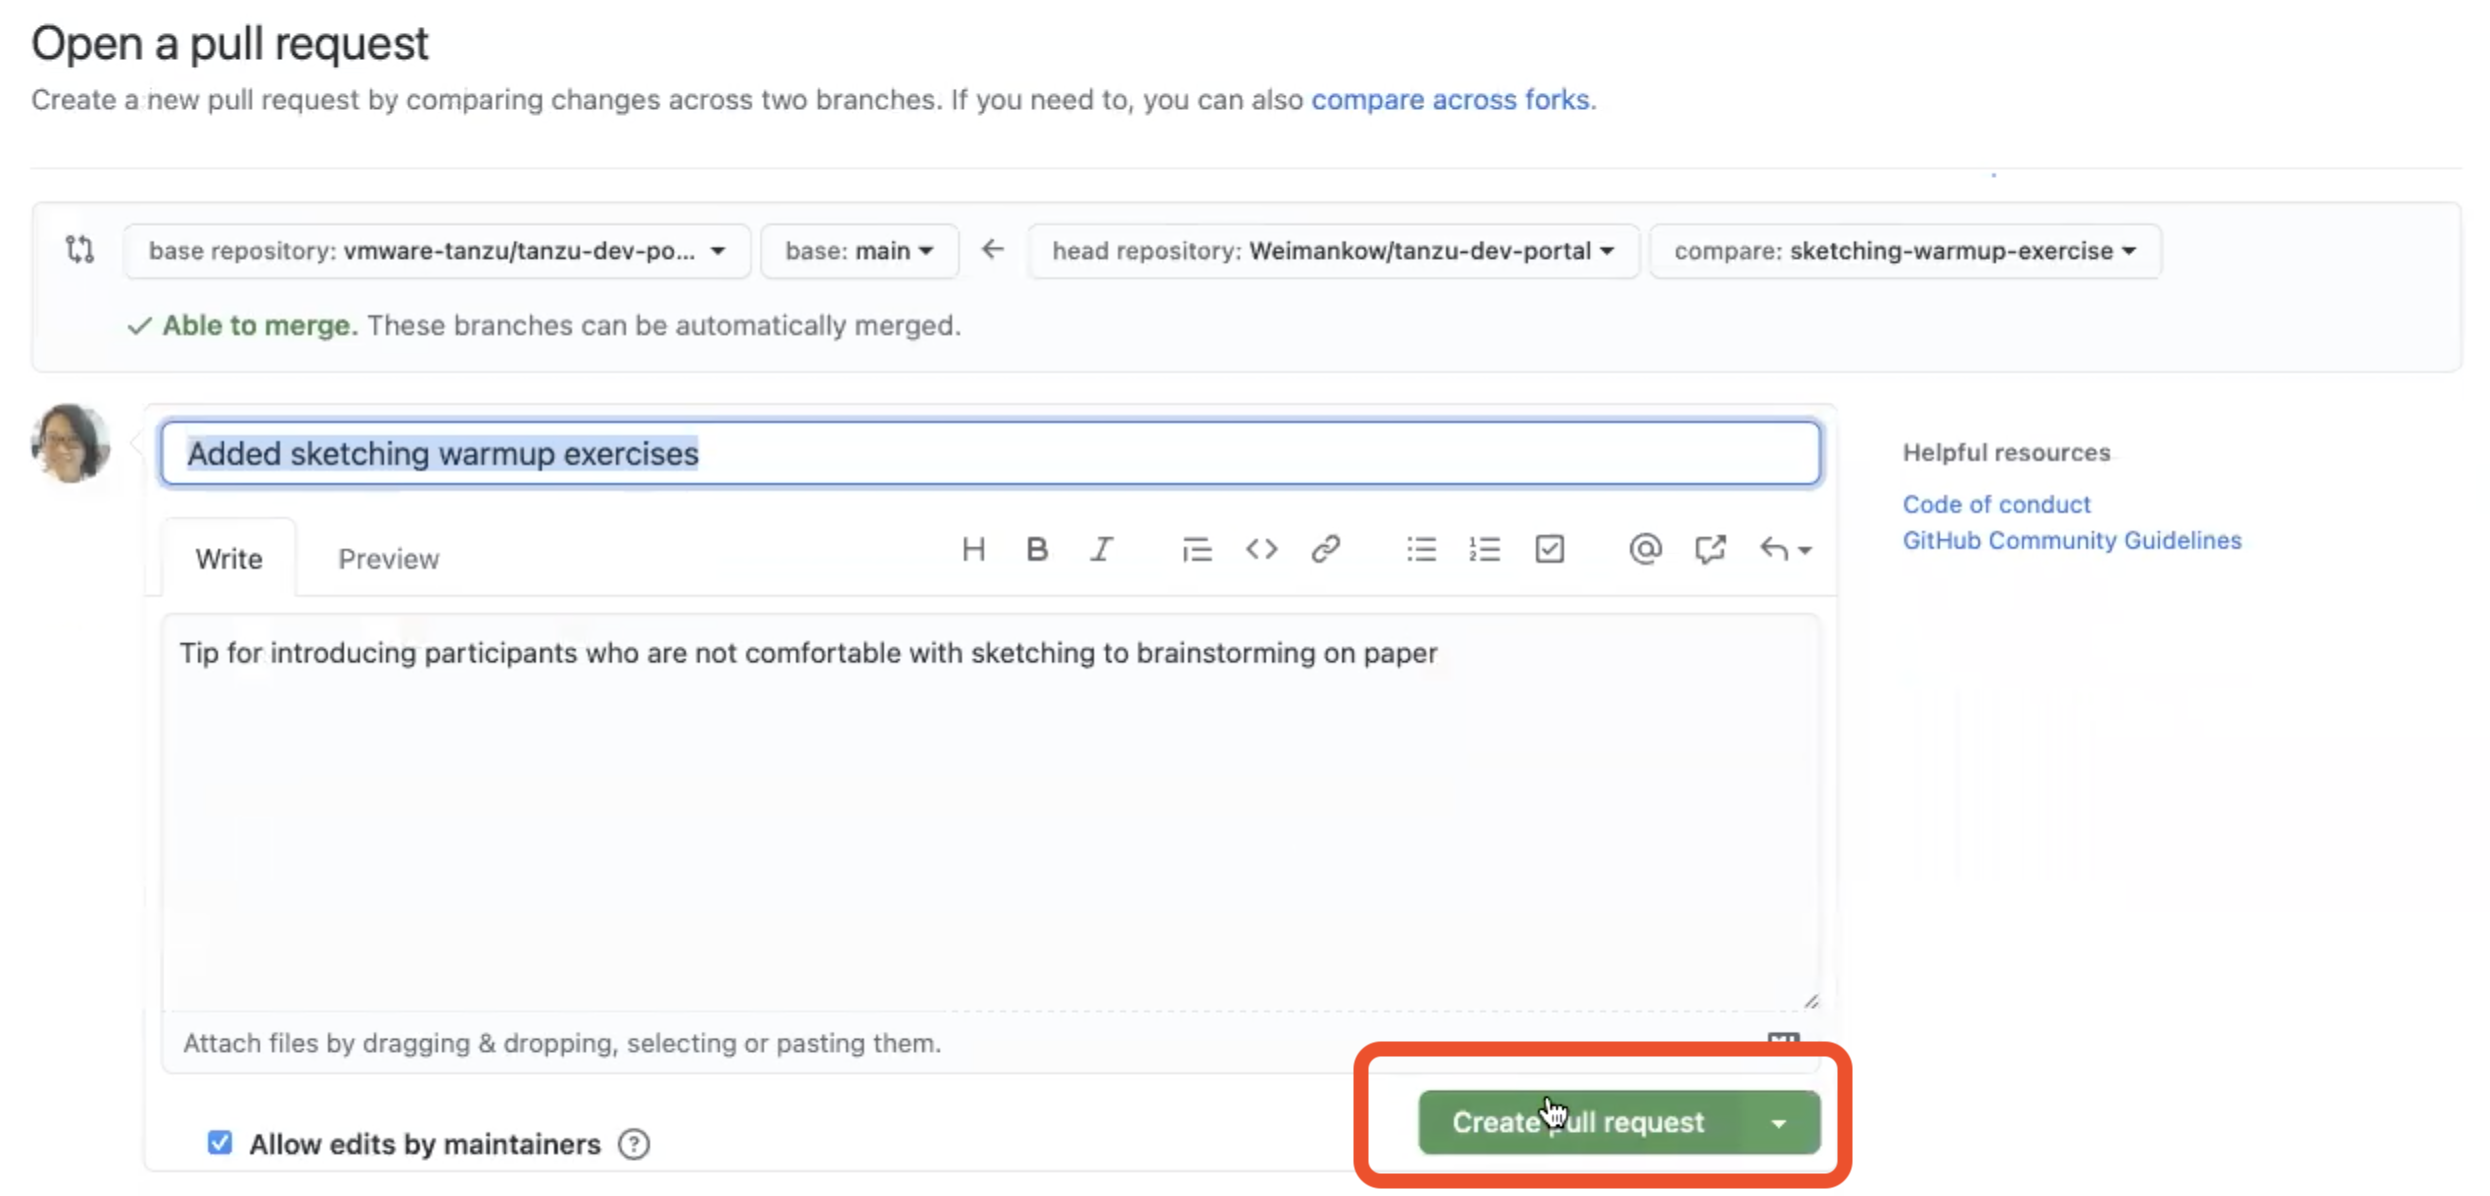 Open a pull request
Create a new pull request by comparing changes across two branches. If you need to, you can also compare across forks.
base repository: vmware-tanzu/tanzu-dev-po... base: main head repository: Weimankow/tanzu-dev-portal compare: sketching-warmup-exercise
Able to merge. These branches can be automatically merged.
Added sketching warmup exercises
Helpful resources
Code of conduct
GitHub Community Guidelines
Write Preview
Tip for introducing participants who are not comfortable with sketching to brainstorming on paper
Attach files by dragging & dropping, selecting or pasting them.
Allow edits by maintainers
Create pull request